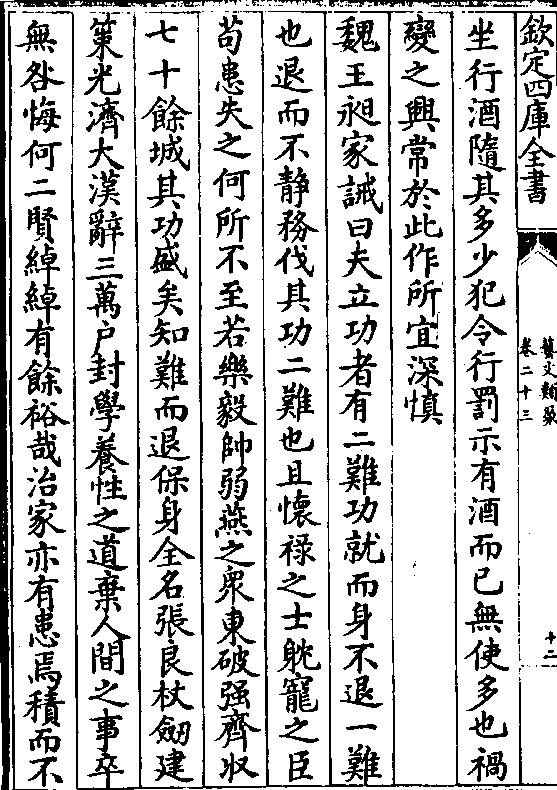 欽定四庫全書
藝文類聚
卷二十三
十二
坐行酒隨其多少犯令行罰示有酒而已無使多也禍
變之興常於此作所宜深慎
魏王昶家誡曰夫立功者有二難功就而身不退一難
也退而不静務伐其功二難也且懐禄之士躭寵之臣
苟患失之何所不至若樂毅帥弱燕之衆東破强齊收
七十餘城其功盛矣知難而退保身全名張良杖劒建
策光濟大漢辭三萬户封學養性之道棄人間之事卒
無咎悔何二賢綽綽有餘裕哉治家亦有患焉積而不